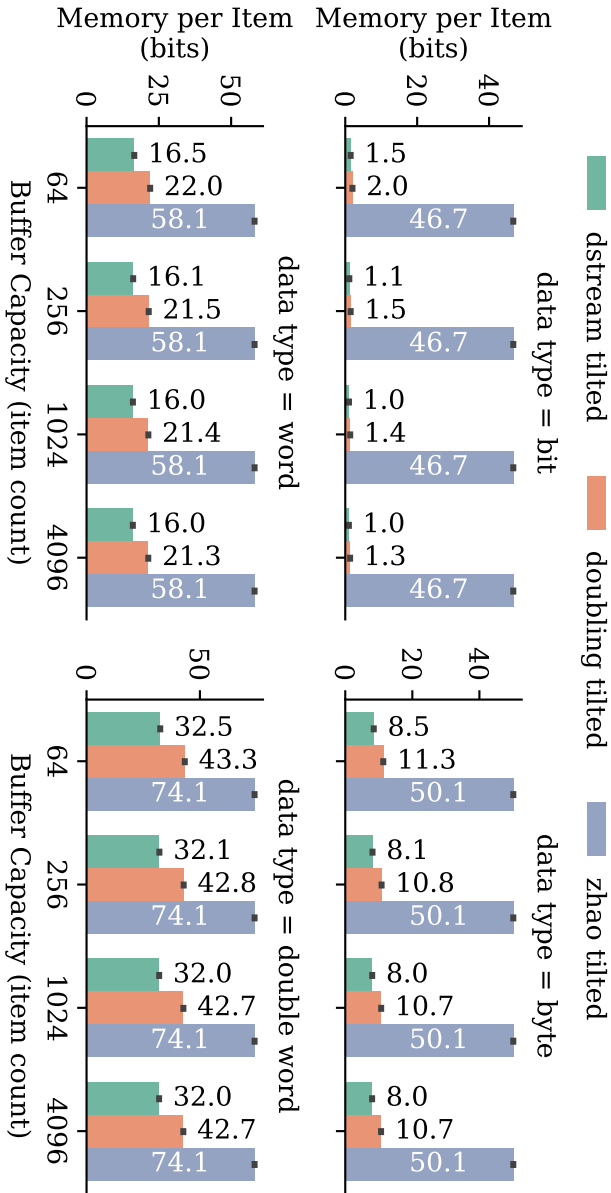 dstream tilted doubling tilted zhao tilted
data type = bit
Memory per Item
(bits)
0 20 40
1.5 2.0 46.7
1.1 1.5 46.7
1.0 1.4 46.7
1.0 1.3 46.7
data type = byte
0 20 40
8.5 11.3 50.1
8.1 10.8 50.1
8.0 10.7 50.1
8.0 10.7 50.1
data type = word
Memory per Item
(bits)
0 25 50
16.5 22.0 58.1
16.1 21.5 58.1
16.0 21.4 58.1
16.0 21.3 58.1
64 256 1024 4096
Buffer Capacity (item count)
data type = double word
0 50
32.5 43.3 74.1
32.1 42.8 74.1
32.0 42.7 74.1
32.0 42.7 74.1
64 256 1024 4096
Buffer Capacity (item count)